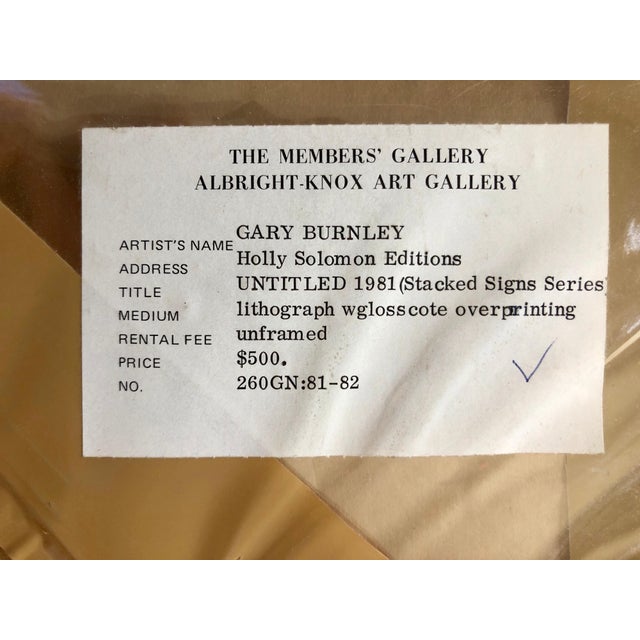 THE MEMBERS' GALLERY
ALBRIGHT-KNOX ART GALLERY
ARTIST'S NAME GARY BURNLEY
ADDRESS Holly Solomon Editions
TITLE UNTITLED 1981(Stacked Signs Series)
MEDIUM lithograph wglosscote overprinting
RENTAL FEE unframed
PRICE $500.
NO. 260GN:81-82